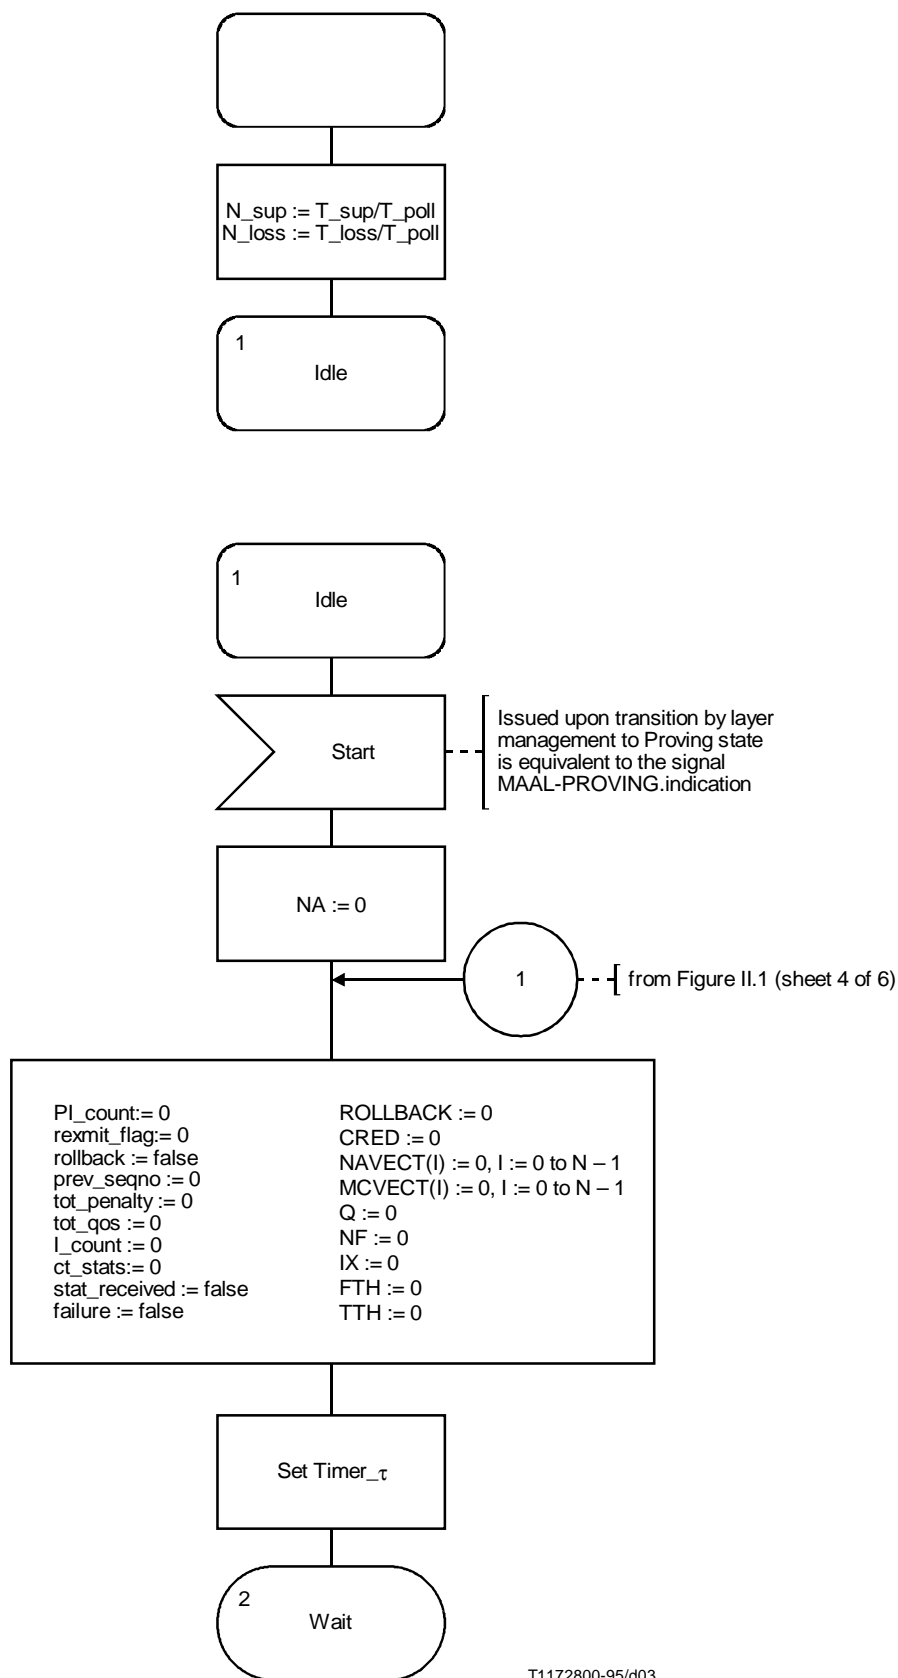 N_sup := T_sup/T_poll
N_loss := T_loss/T_poll
1
Idle
1
Idle
Start
Issued upon transition by layer
management to Proving state
is equivalent to the signal
MAAL-PROVING.indication
NA := 0
1
from Figure II.1 (sheet 4 of 6)
PI_count:= 0
rexmit_flag:= 0
rollback := false
prev_seqno := 0
tot_penalty := 0
tot_qos := 0
I_count := 0
ct_stats:= 0
stat_received := false
failure := false
ROLLBACK := 0
CRED := 0
NAVECT(I) := 0, I := 0 to N – 1
MCVECT(I) := 0, I := 0 to N – 1
Q := 0
NF := 0
IX := 0
FTH := 0
TTH := 0
Set Timer_τ
2
Wait
T1172800-95/d03